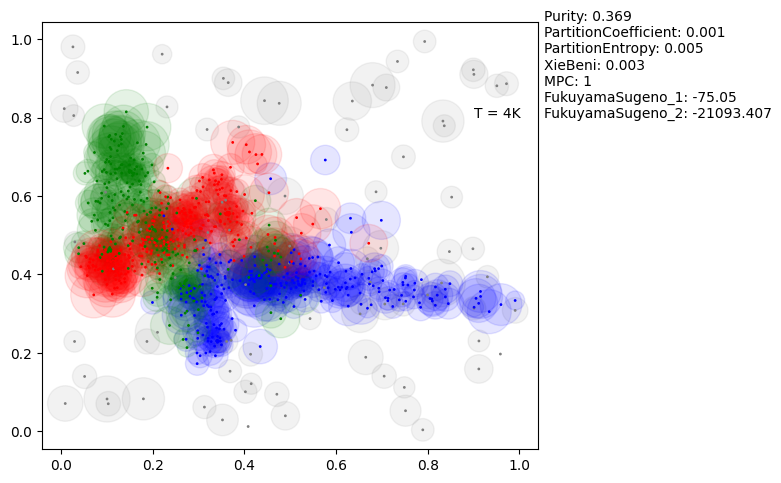 Purity: 0.369
PartitionCoefficient: 0.001
PartitionEntropy: 0.005
XieBeni: 0.003
MPC: 1
FukuyamaSugeno_1: -75.05
FukuyamaSugeno_2: -21093.407
T = 4K
1.0
0.8
0.6
0.4
0.2
0.0
0.0 0.2 0.4 0.6 0.8 1.0